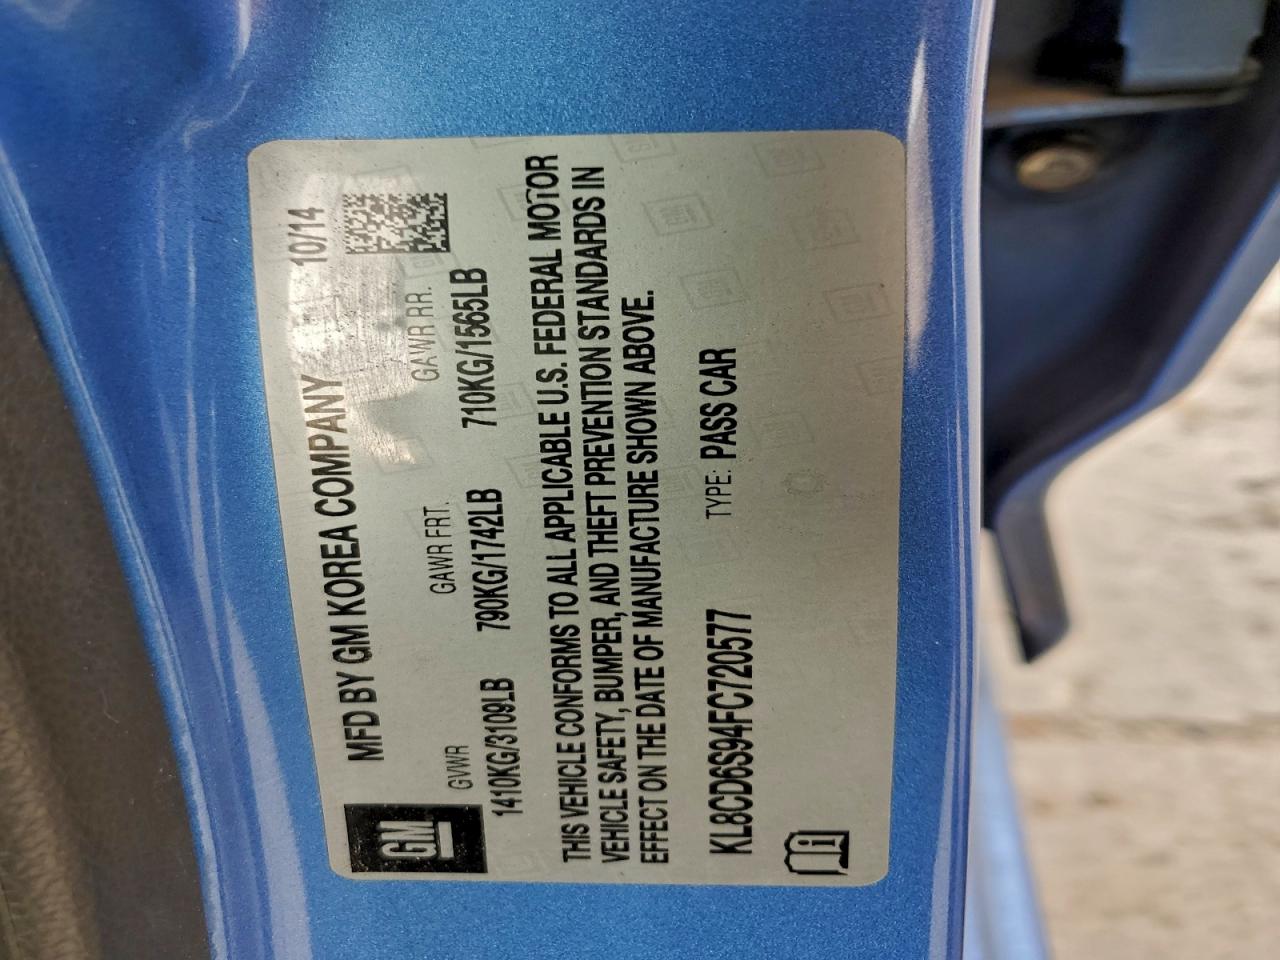 GM
MFD BY GM KOREA COMPANY 10/14
GVWR GAWR FRT. GAWR RR.
1410KG/3109LB 790KG/1742LB 710KG/1565LB
THIS VEHICLE CONFORMS TO ALL APPLICABLE U.S. FEDERAL MOTOR
VEHICLE SAFETY, BUMPER, AND THEFT PREVENTION STANDARDS IN
EFFECT ON THE DATE OF MANUFACTURE SHOWN ABOVE.
KL8CD6S94FC720577 TYPE: PASS CAR